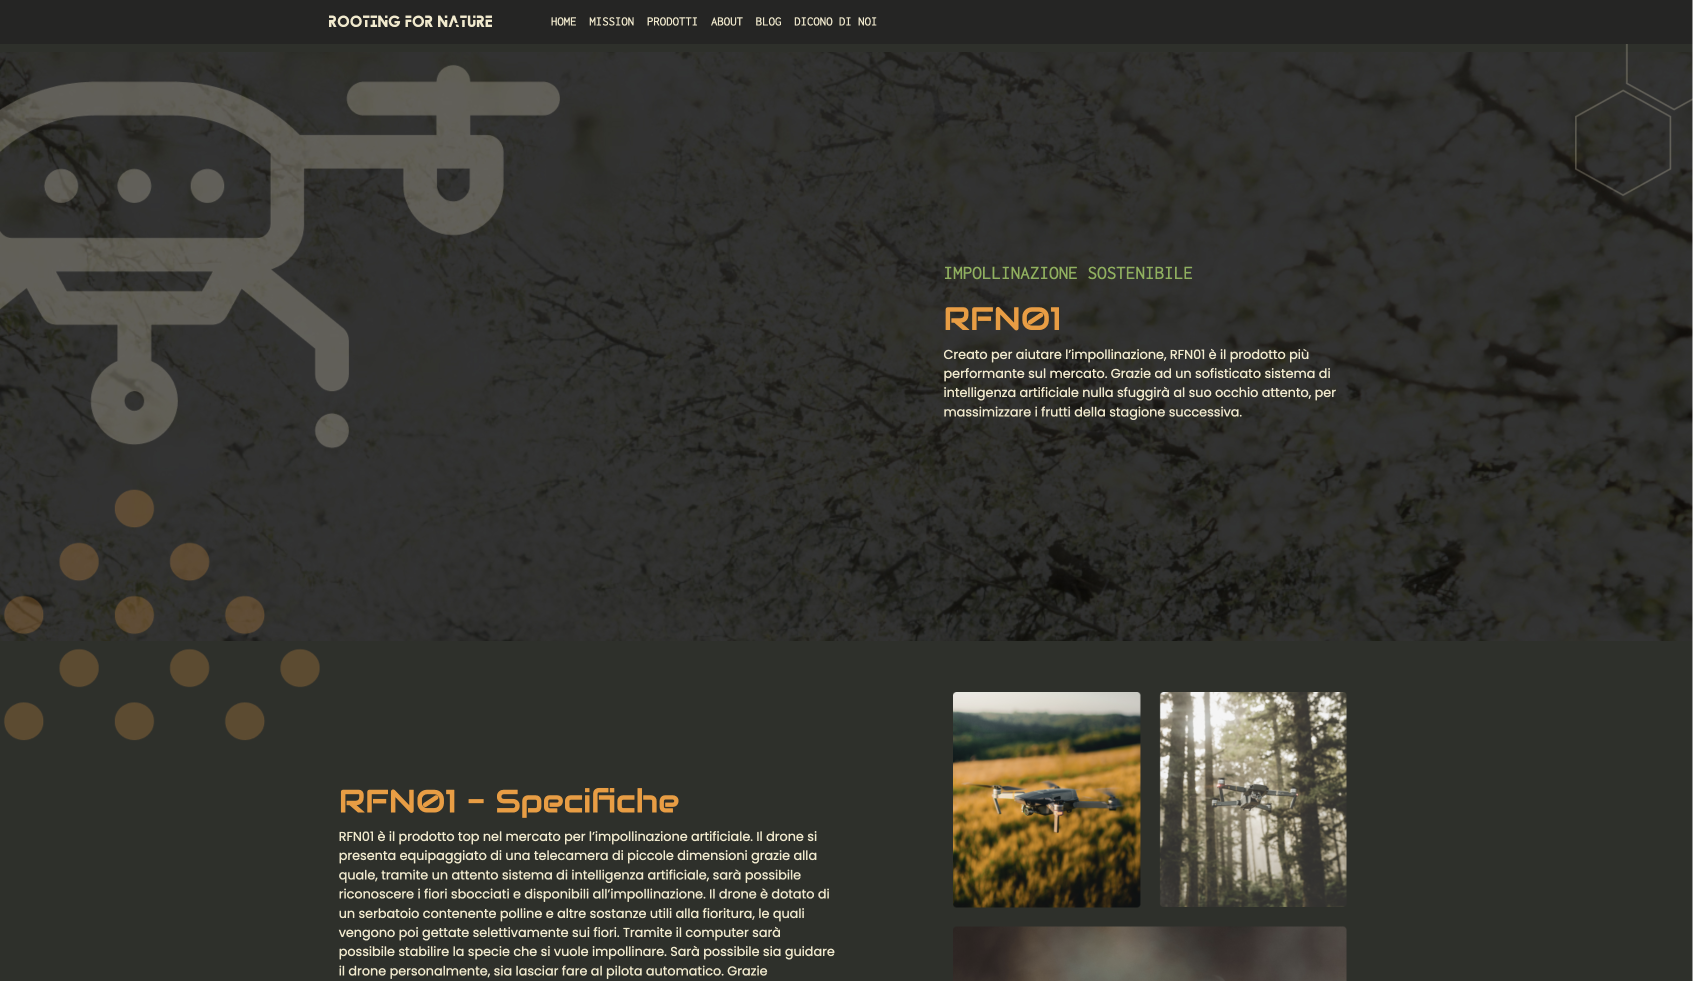 ROOTING FOR NATURE
HOME MISSION PRODOTTI ABOUT BLOG DICONO DI NOI
IMPOLLINAZIONE SOSTENIBILE
RFN01
Creato per aiutare l’impollinazione, RFN01 è il prodotto più
performante sul mercato. Grazie ad un sofisticato sistema di
intelligenza artificiale nulla sfuggirà al suo occhio attento, per
massimizzare i frutti della stagione successiva.
RFN01 - Specifiche
RFN01 è il prodotto top nel mercato per l’impollinazione artificiale. Il drone si
presenta equipaggiato di una telecamera di piccole dimensioni grazie alla
quale, tramite un attento sistema di intelligenza artificiale, sarà possibile
riconoscere i fiori sbocciati e disponibili all’impollinazione. Il drone è dotato di
un serbatoio contenente polline e altre sostanze utili alla fioritura, le quali
vengono poi gettate selettivamente sui fiori. Tramite il computer sarà
possibile stabilire la specie che si vuole impollinare. Sarà possibile sia guidare
il drone personalmente, sia lasciar fare al pilota automatico. Grazie